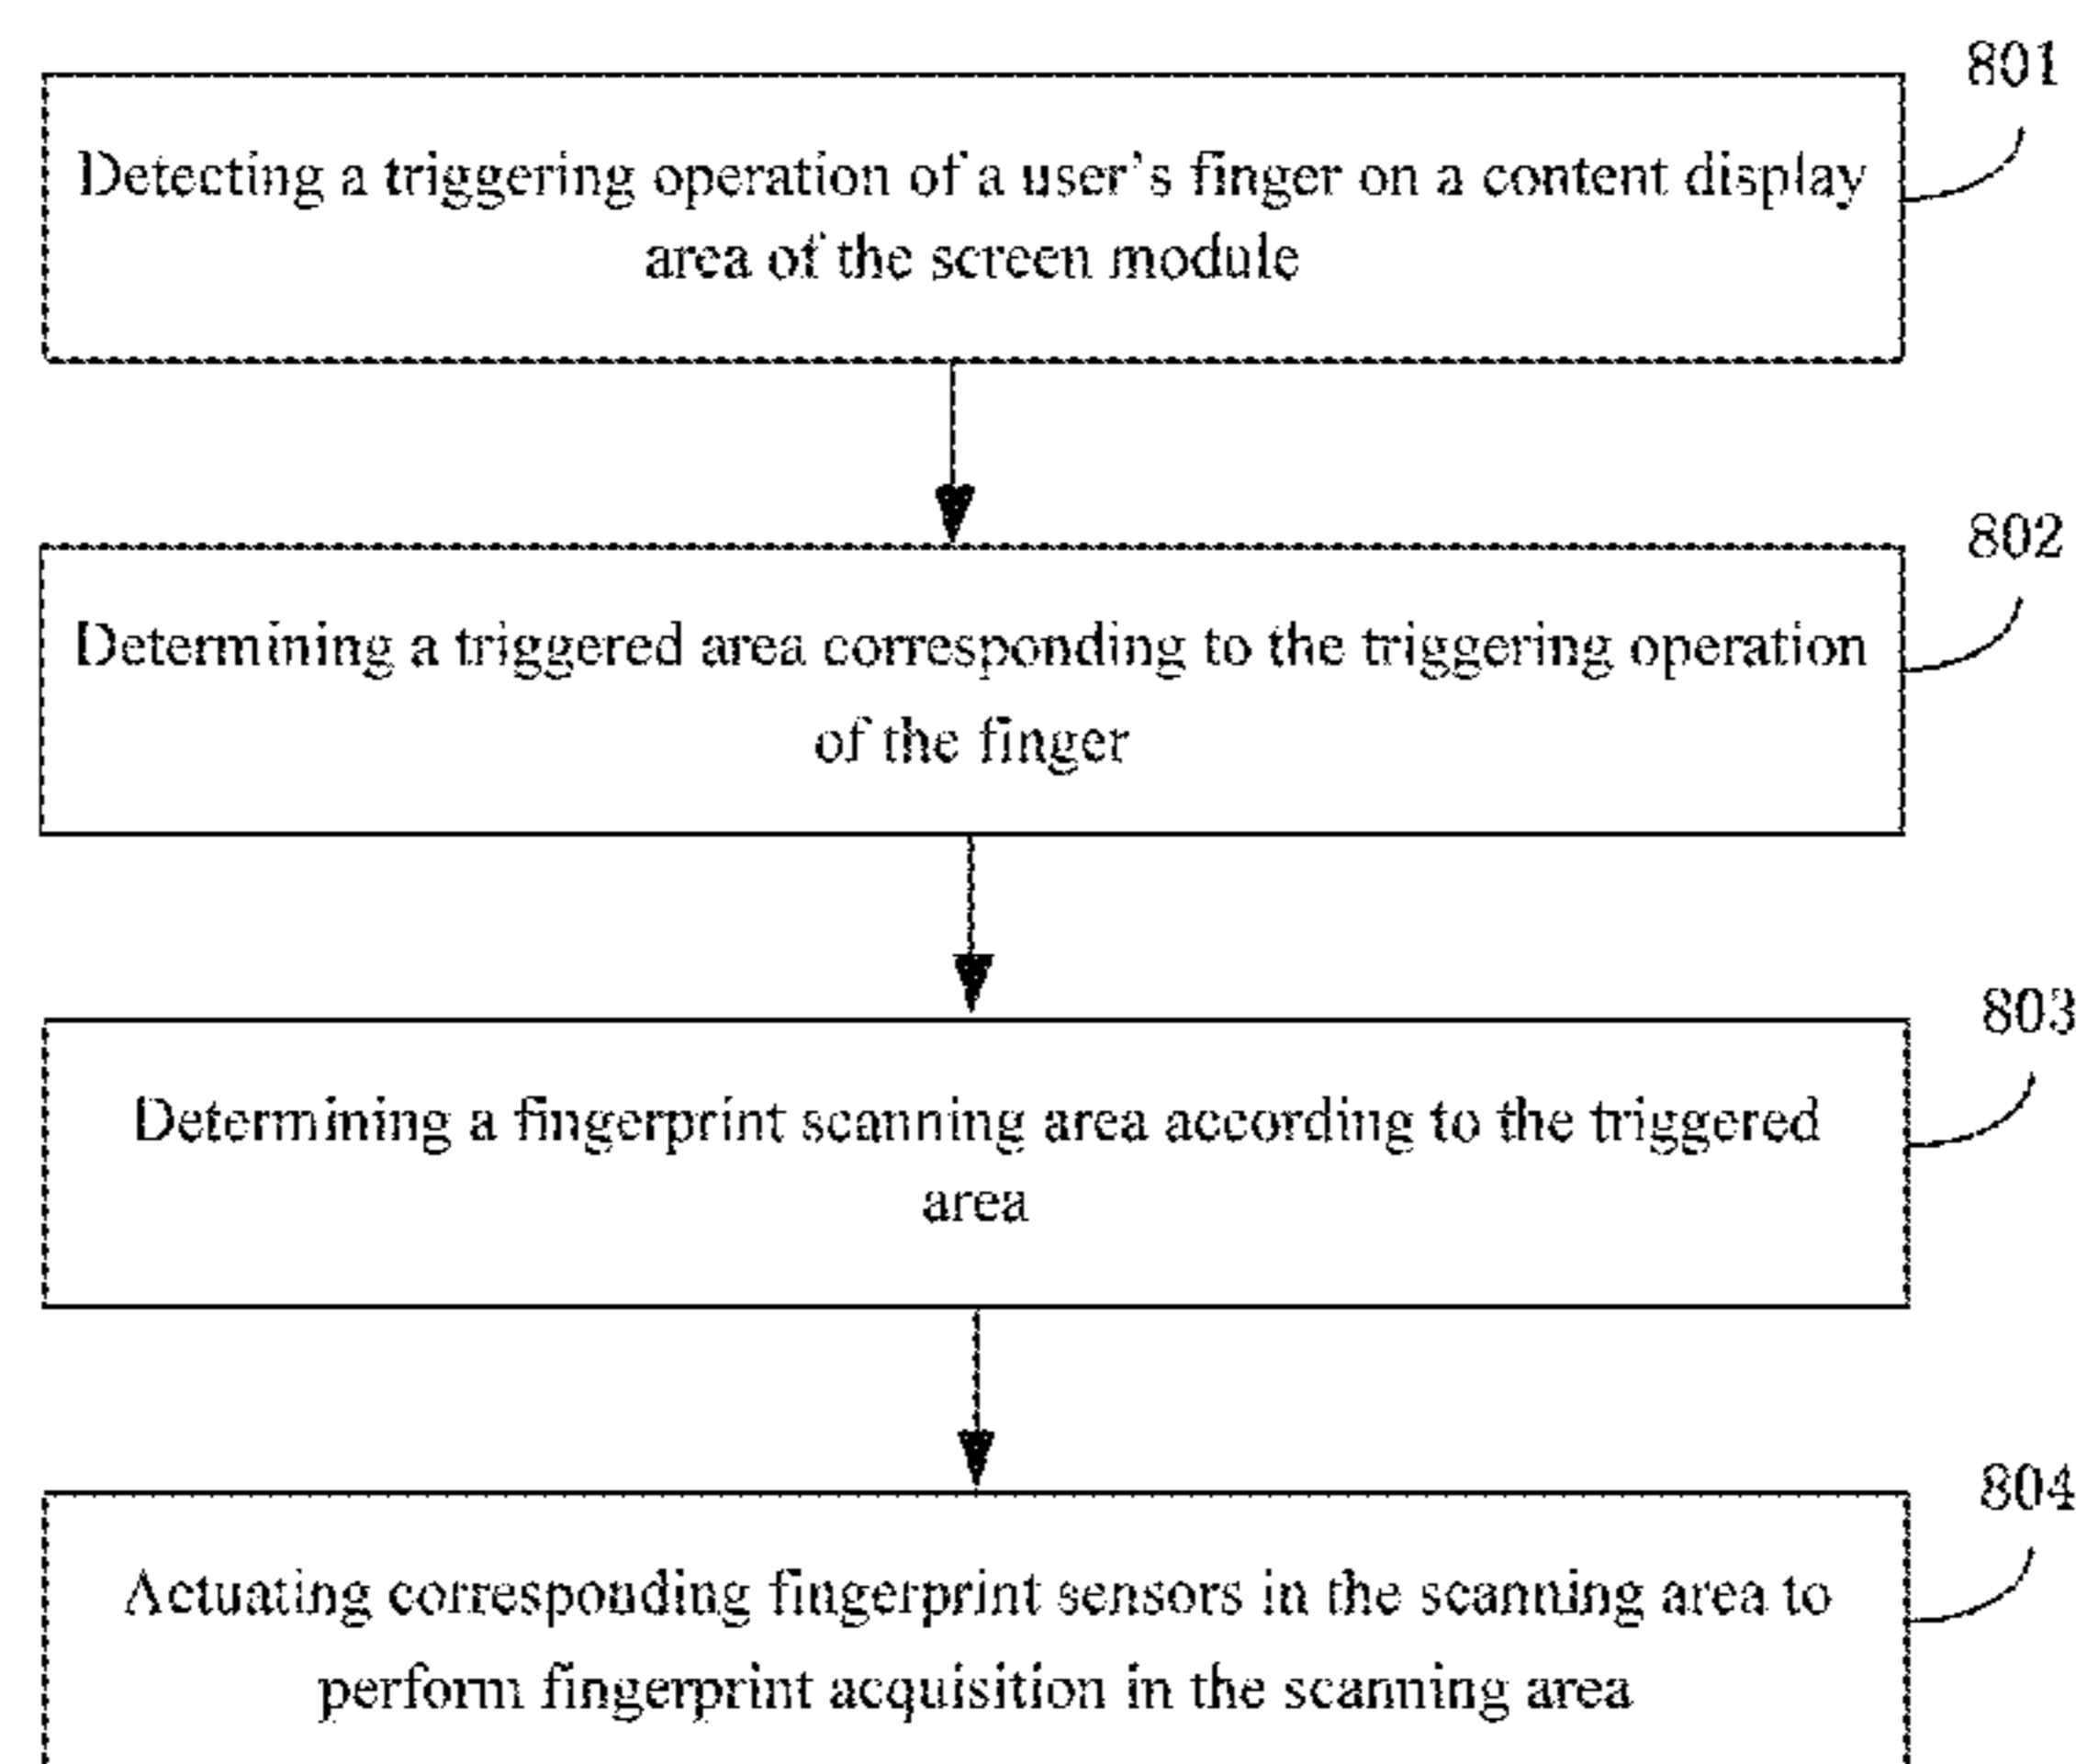 801
Detecting a triggering operation of a user's finger on a content display
area of the screen module
802
Determining a triggered area corresponding to the triggering operation
of the finger
803
Determining a fingerprint scanning area according to the triggered
area
804
Actuating corresponding fingerprint sensors in the scanning area to
perform fingerprint acquisition in the scanning area